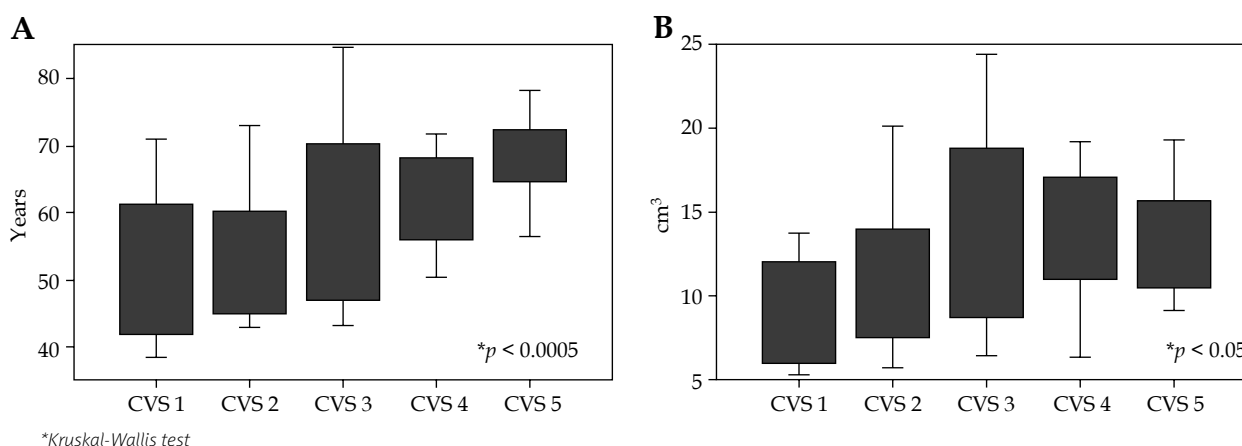 A
Years
80
70
60
50
40
CVS 1 CVS 2 CVS 3 CVS 4 CVS 5
*p < 0.0005
B
cm³
25
20
15
10
5
CVS 1 CVS 2 CVS 3 CVS 4 CVS 5
*p < 0.05
*Kruskal-Wallis test